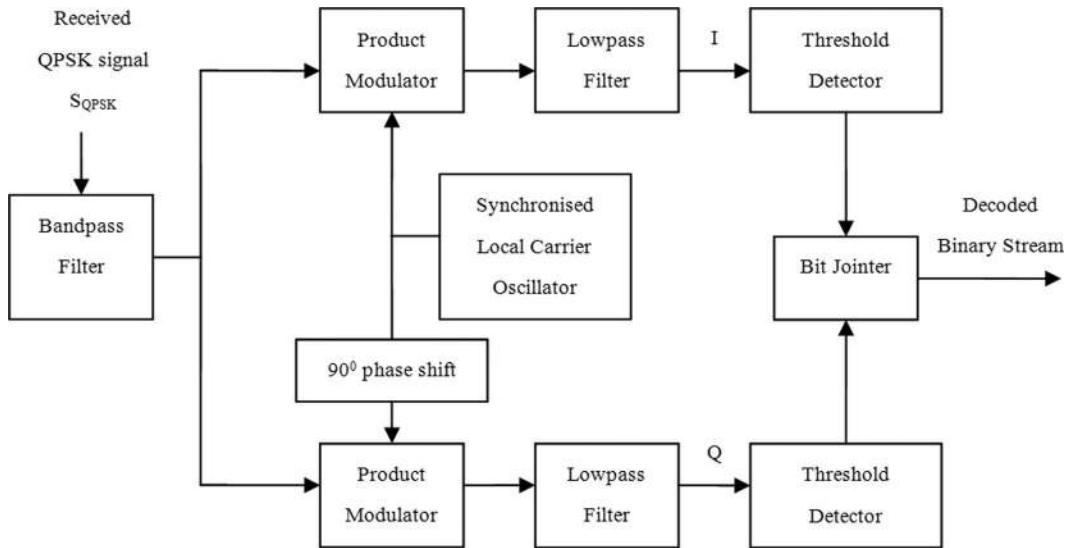 Received
QPSK signal
S_QPSK
Bandpass
Filter
Product
Modulator
Lowpass
Filter
I
Threshold
Detector
Synchronised
Local Carrier
Oscillator
90⁰ phase shift
Product
Modulator
Lowpass
Filter
Q
Threshold
Detector
Bit Jointer
Decoded
Binary Stream